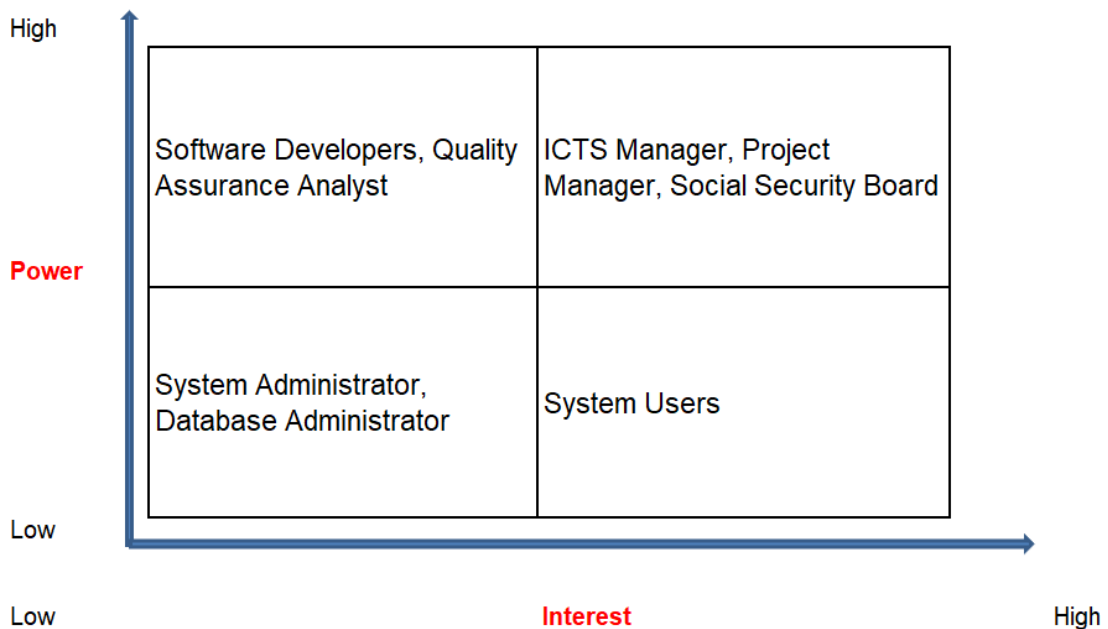 High
Software Developers, Quality
Assurance Analyst
ICTS Manager, Project
Manager, Social Security Board
Power
System Administrator,
Database Administrator
System Users
Low
Low
Interest
High